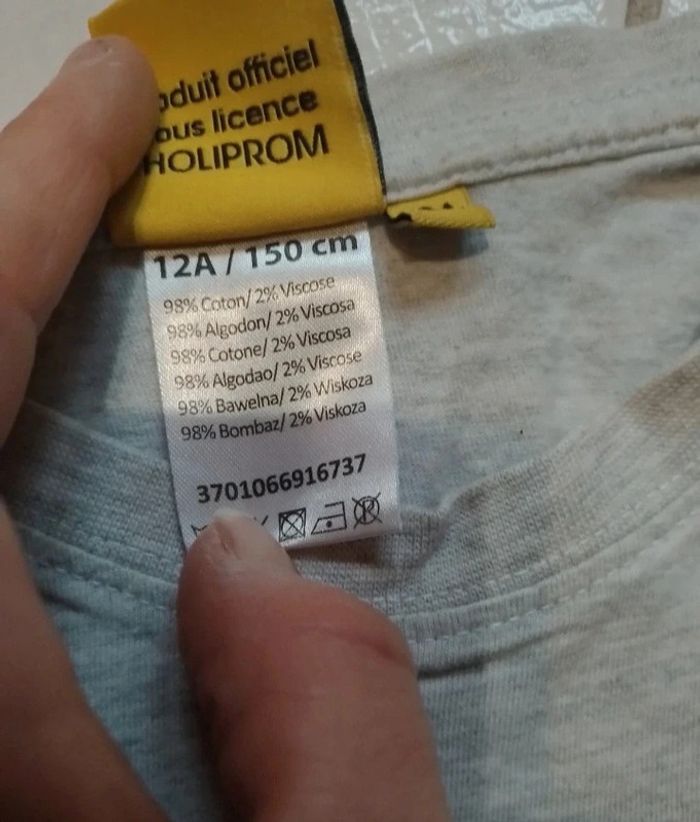 duit officiel
ous licence
HOLIPROM
12A / 150 cm
98% Coton/ 2% Viscose
98% Algodon/ 2% Viscosa
98% Cotone/ 2% Viscosa
98% Algodao/ 2% Viscose
98% Bawelna/ 2% Wiskoza
98% Bombaz/ 2% Viskoza
3701066916737